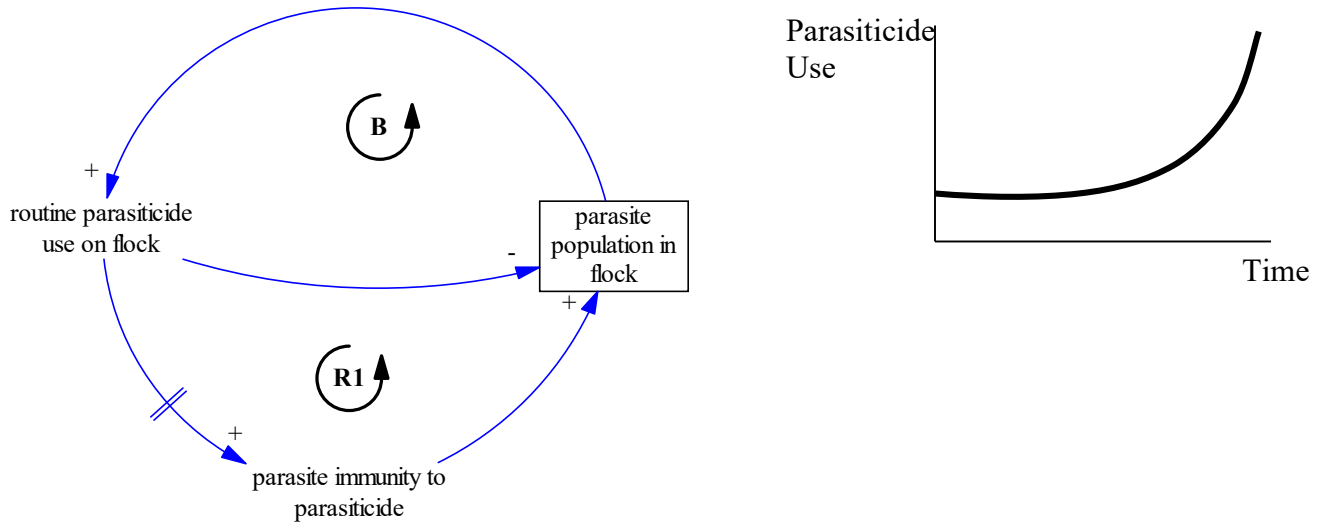 Parasiticide
Use
B
+
routine parasiticide
use on flock
parasite
population in
flock
-
+
Time
R1
+
parasite immunity to
parasiticide